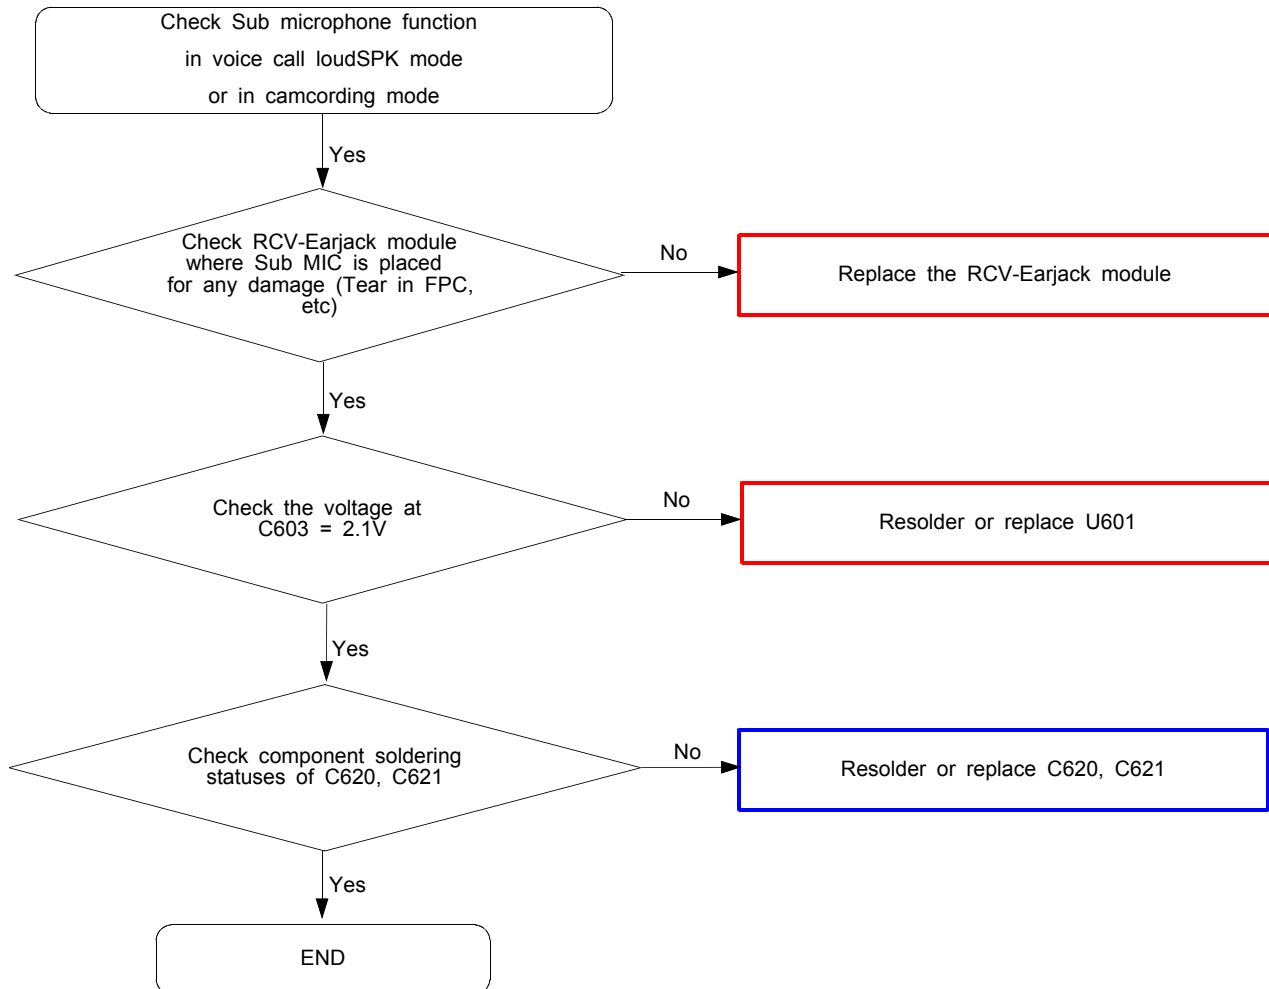 Check Sub microphone function
in voice call loudSPK mode
or in camcording mode
Yes
Check RCV-Earjack module
where Sub MIC is placed
for any damage (Tear in FPC,
etc)
No
Replace the RCV-Earjack module
Yes
Check the voltage at
C603 = 2.1V
No
Resolder or replace U601
Yes
Check component soldering
statuses of C620, C621
No
Resolder or replace C620, C621
Yes
END